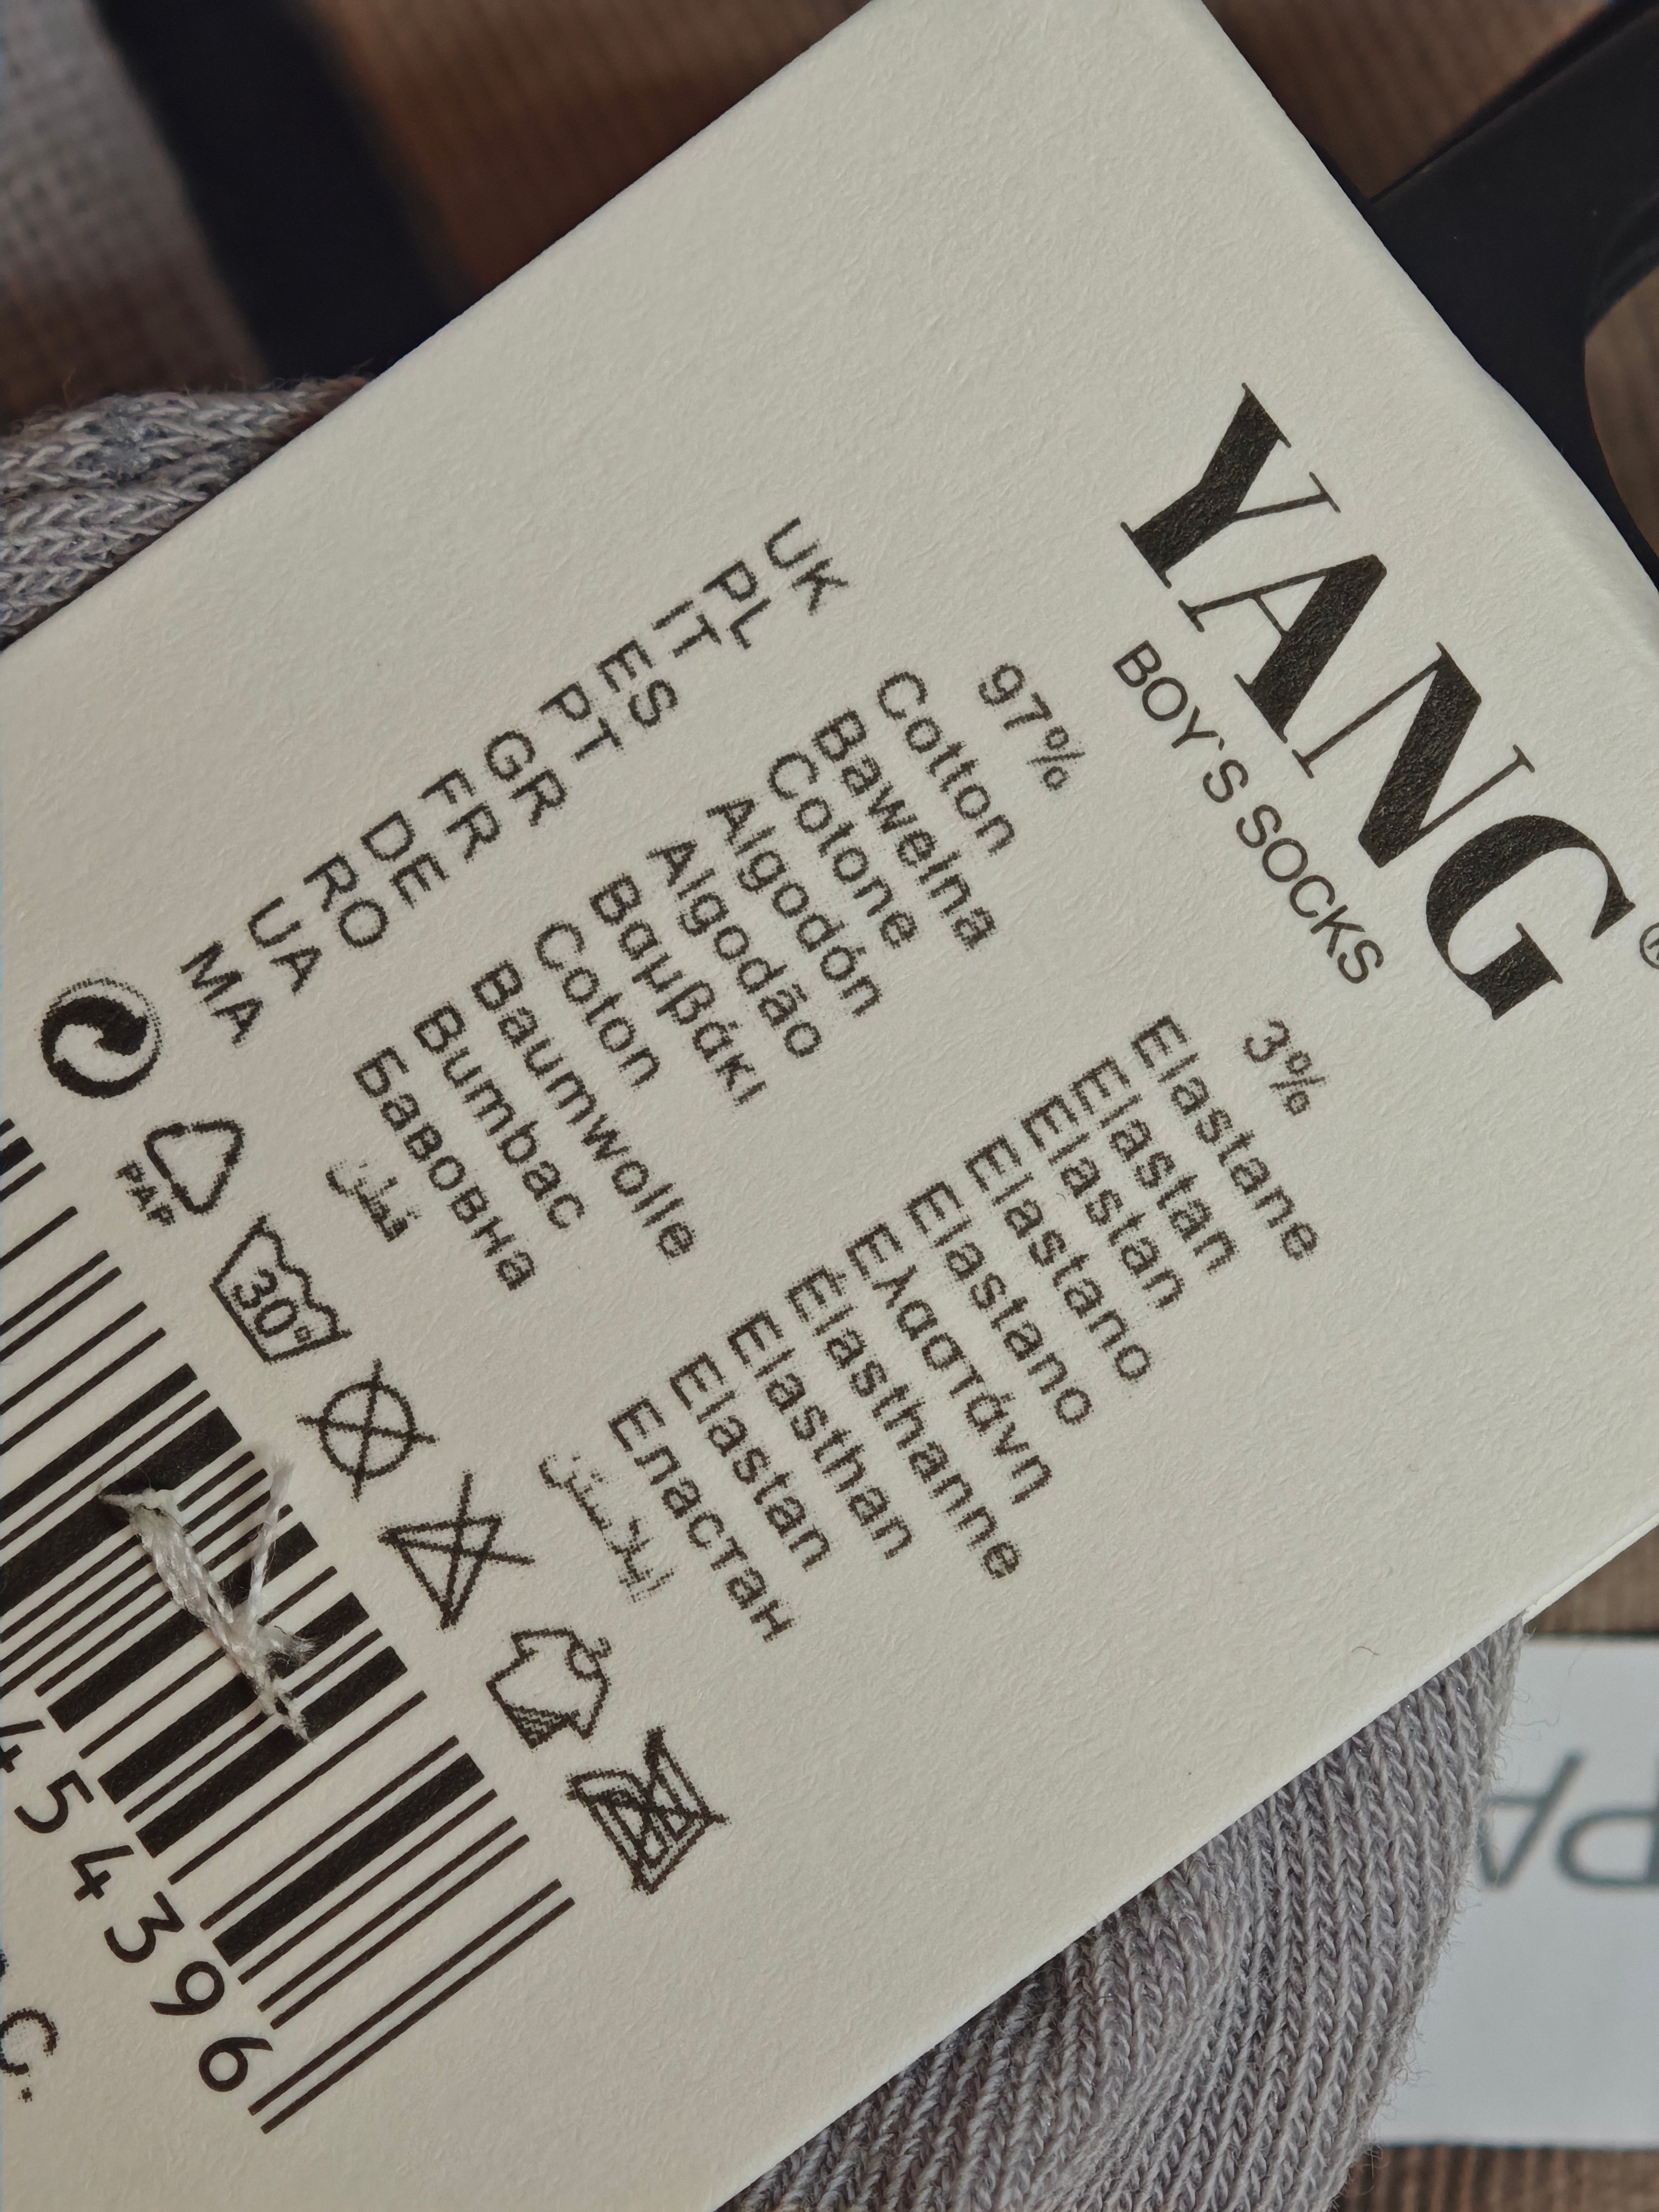 YANG®
BOY`S SOCKS
97% 3%
UK Cotton Elastane
PL Bawełna Elastan
IT Cotone Elastan
ES Algodón Elastano
PT Algodão Elastano
GR Βαμβάκι Ελαστάνη
FR Coton Élasthanne
DE Baumwolle Elasthan
RO Bumbac Elastan
UA Бавовна Еластан
MA قطن
PAP
30°
454396
C.
PA